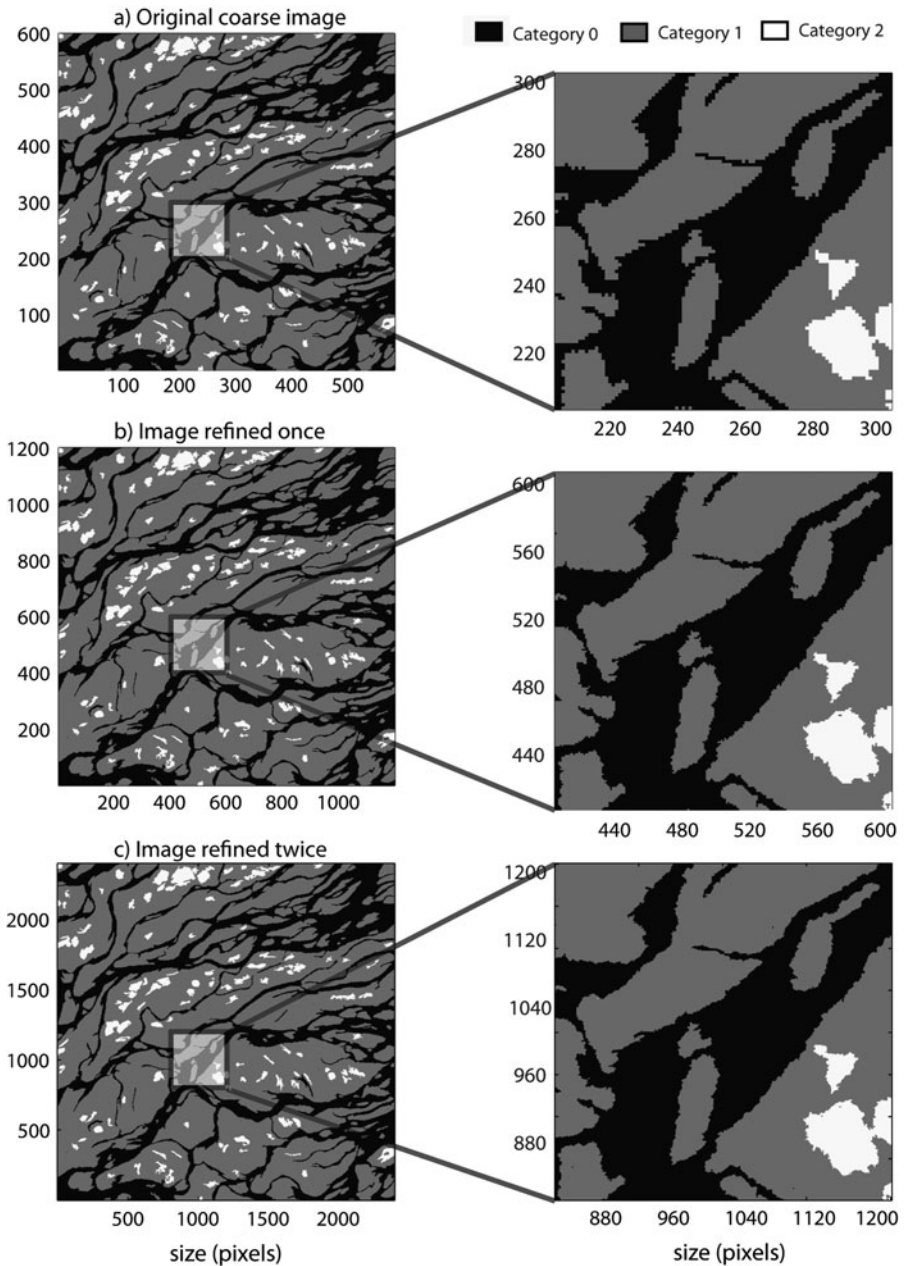 a) Original coarse image
Category 0 Category 1 Category 2
600
500
400
300
200
100
100 200 300 400 500
300
280
260
240
220
220 240 260 280 300
b) Image refined once
1200
1000
800
600
400
200
200 400 600 800 1000
600
560
520
480
440
440 480 520 560 600
c) Image refined twice
2000
1500
1000
500
500 1000 1500 2000
size (pixels)
1200
1120
1040
960
880
880 960 1040 1120 1200
size (pixels)